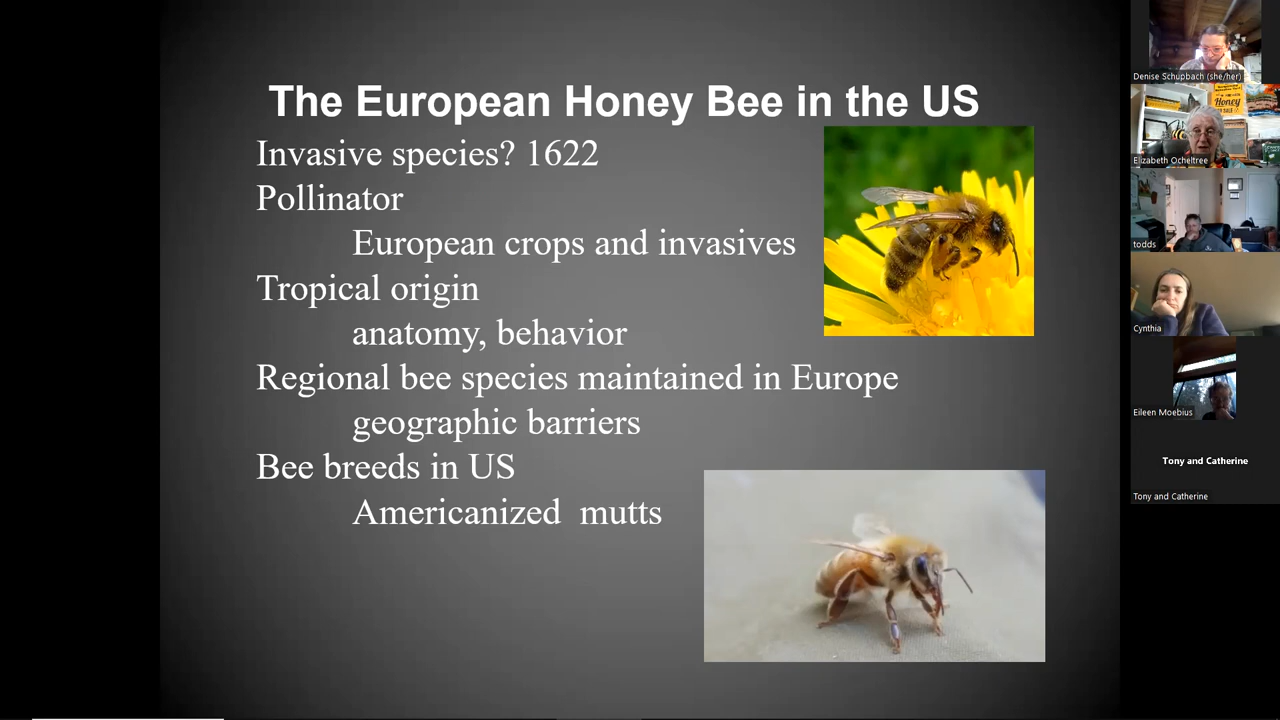 The European Honey Bee in the US
Invasive species? 1622
Pollinator
European crops and invasives
Tropical origin
anatomy, behavior
Regional bee species maintained in Europe
geographic barriers
Bee breeds in US
Americanized mutts
Denise Schupbach (she/her)
Honey
Elizabeth Ocheltree
todds
Cynthia
Eileen Moebius
Tony and Catherine
Tony and Catherine